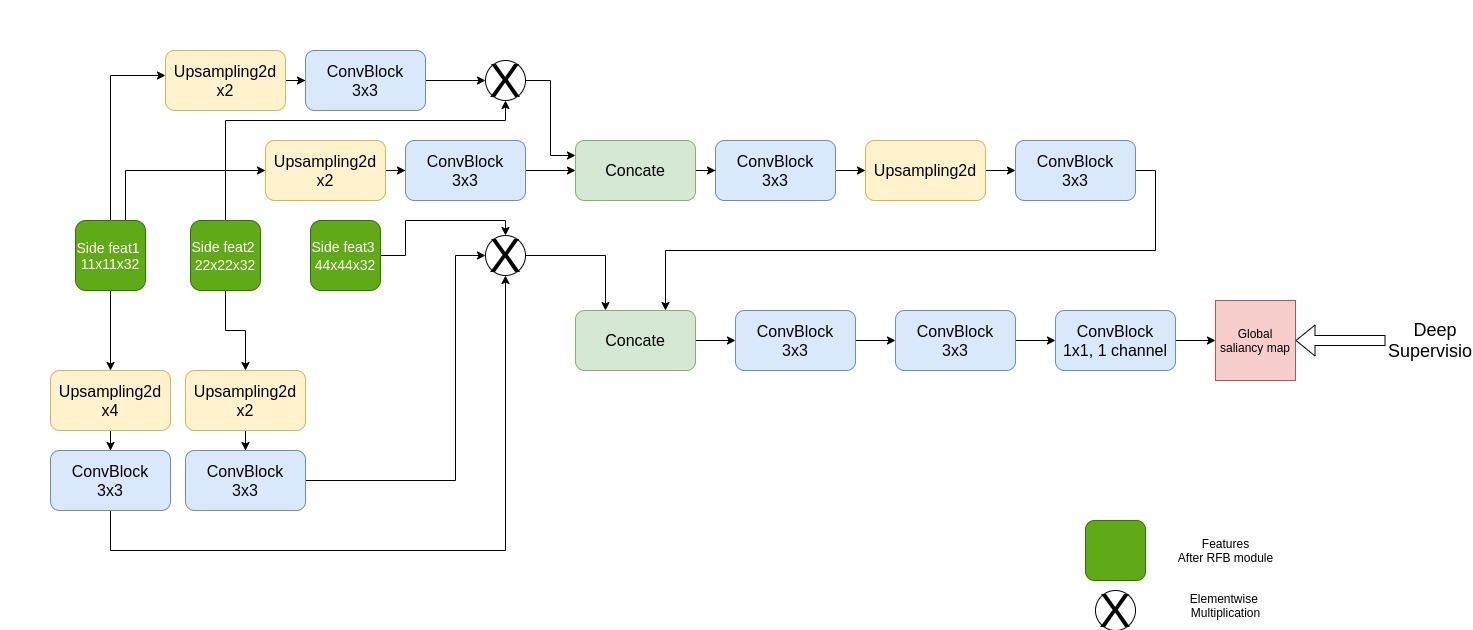 Upsampling2d
x2
ConvBlock
3x3
Upsampling2d
x2
ConvBlock
3x3
Concate
ConvBlock
3x3
Upsampling2d
ConvBlock
3x3
Side feat1
11x11x32
Side feat2
22x22x32
Side feat3
44x44x32
Concate
ConvBlock
3x3
ConvBlock
3x3
ConvBlock
1x1, 1 channel
Global
saliancy map
Deep
Supervisio
Upsampling2d
x4
Upsampling2d
x2
ConvBlock
3x3
ConvBlock
3x3
Features
After RFB module
Elementwise
Multiplication